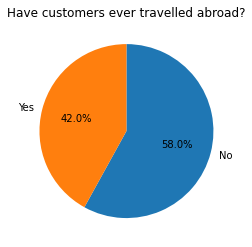 Have customers ever travelled abroad?
Yes
42.0%
58.0%
No